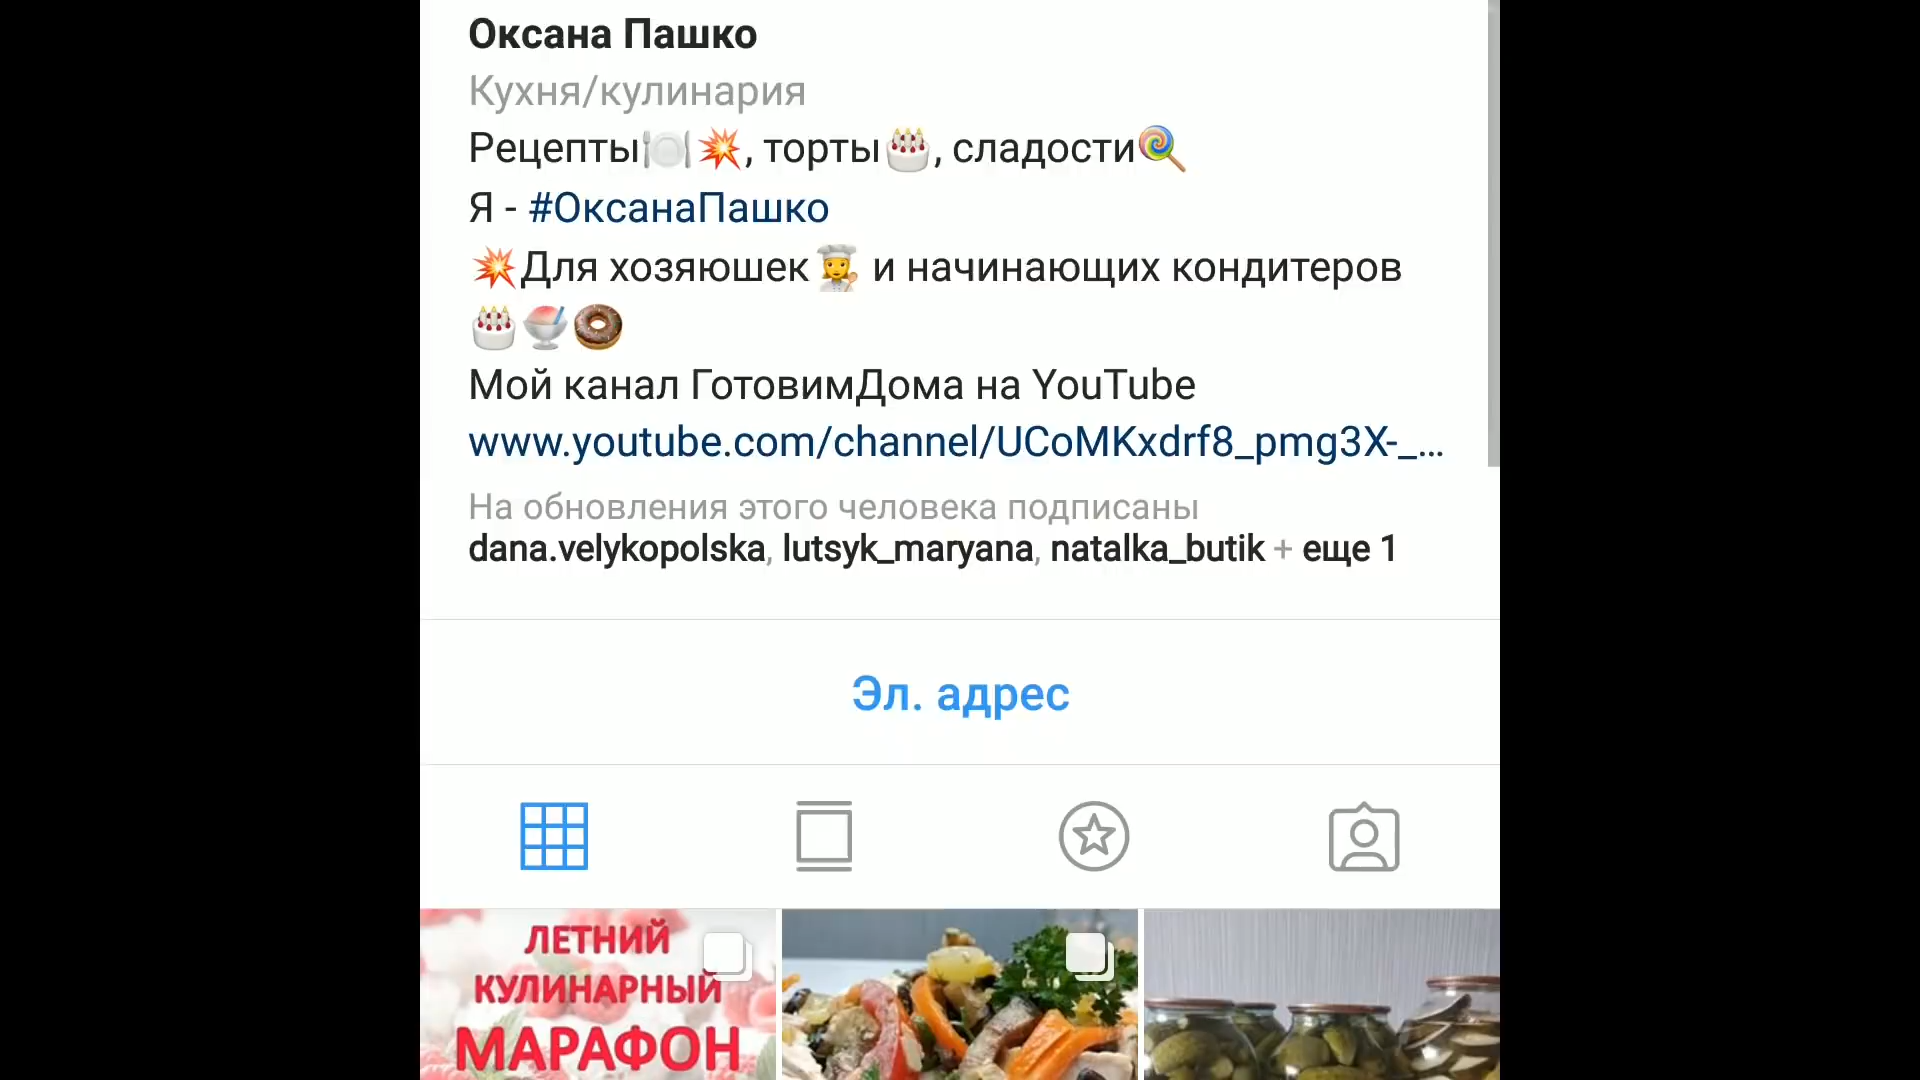 Оксана Пашко
Кухня/кулинария
Рецепты🍽💥, торты🎂, сладости🍭
Я - #ОксанаПашко
💥Для хозяюшек👩‍🍳 и начинающих кондитеров
🎂🍧🍩
Мой канал ГотовимДома на YouTube
www.youtube.com/channel/UCoMKxdrf8_pmg3X-_...
На обновления этого человека подписаны
dana.velykopolska, lutsyk_maryana, natalka_butik + еще 1
Эл. адрес
ЛЕТНИЙ
КУЛИНАРНЫЙ
МАРАФОН